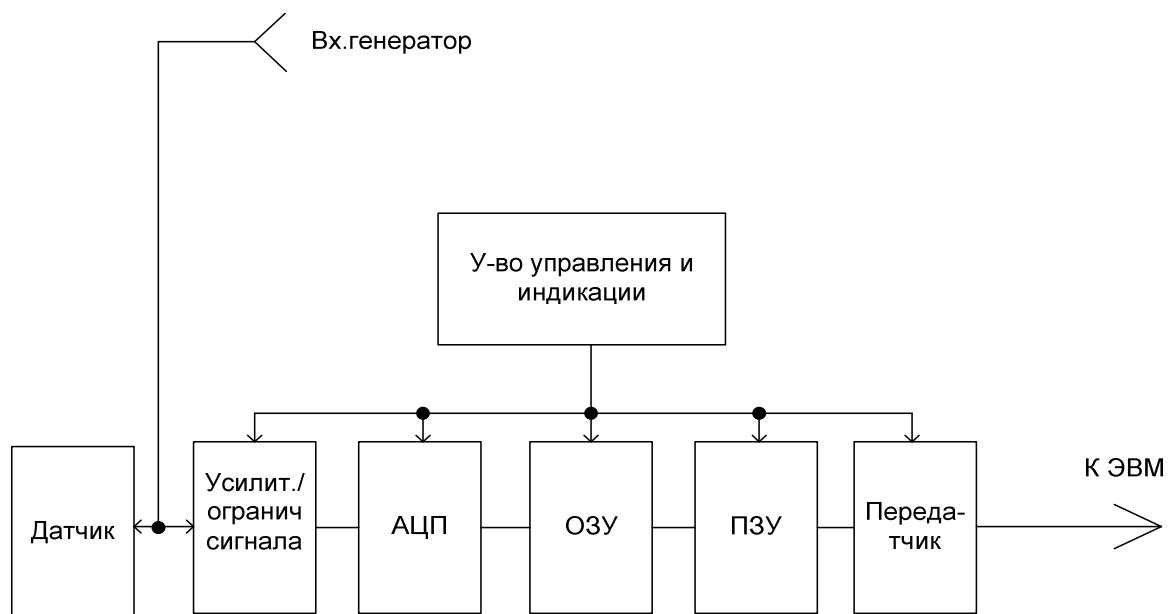 Вх.генератор
У-во управления и
индикации
К ЭВМ
Датчик
Усилит./
огранич
сигнала
АЦП
ОЗУ
ПЗУ
Переда-
тчик